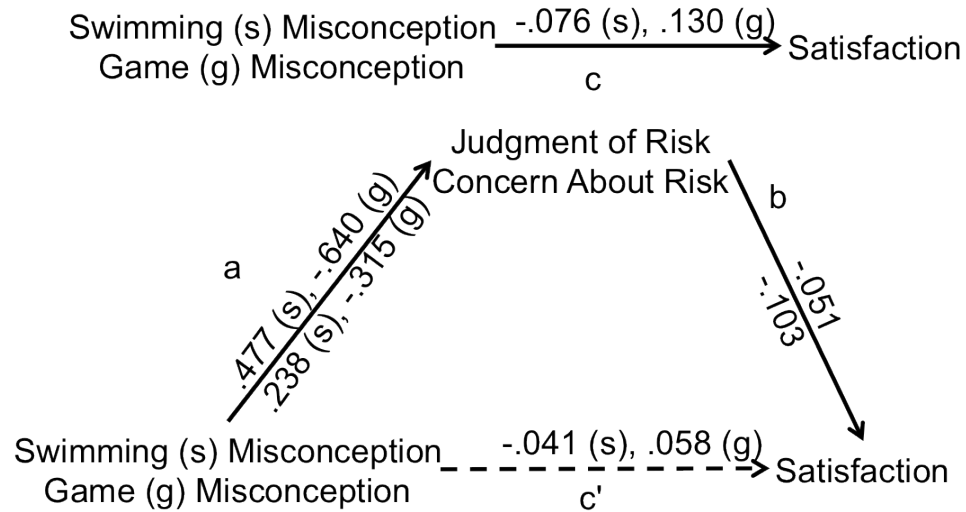 -.076 (s), .130 (g)
Swimming (s) Misconception
Game (g) Misconception
Satisfaction
c
Judgment of Risk
Concern About Risk
a
.477 (s), -.640 (g)
.238 (s), -.315 (g)
b
-.051
-.103
Swimming (s) Misconception
Game (g) Misconception
-.041 (s), .058 (g)
c'
Satisfaction